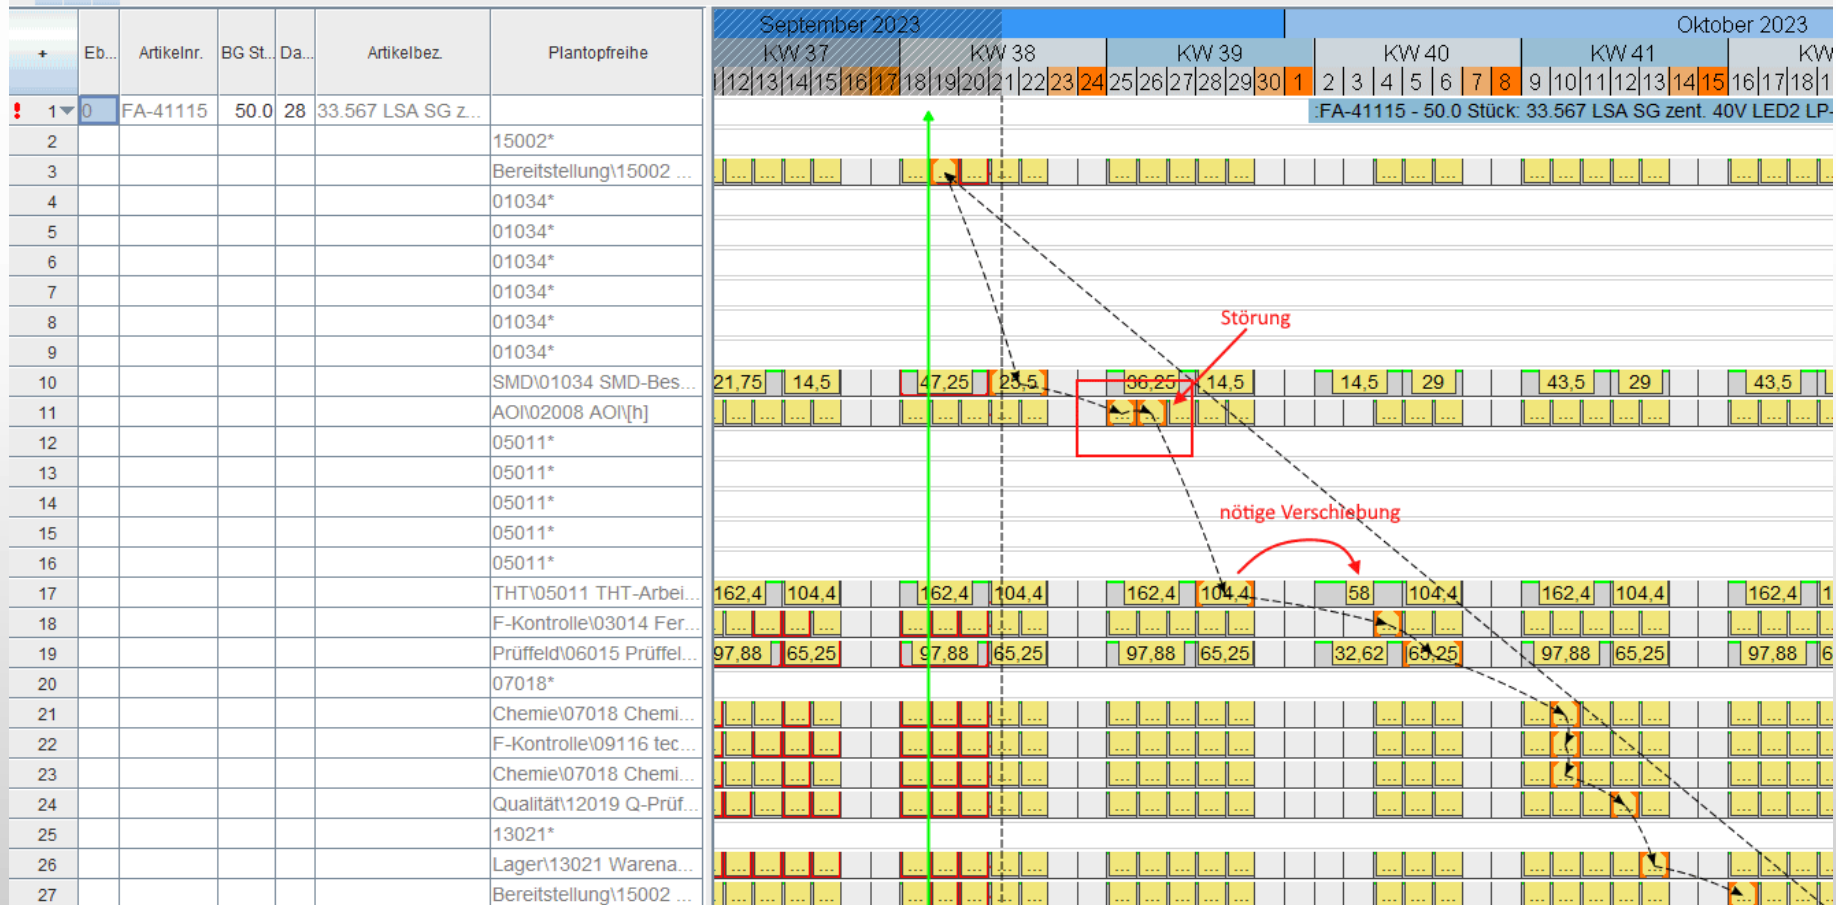 September 2023 Oktober 2023
+ Eb... Artikelnr. BG St... Da... Artikelbez. Plantopfreihe KW 37 KW 38 KW 39 KW 40 KW 41 KW
12 13 14 15 16 17 18 19 20 21 22 23 24 25 26 27 28 29 30 1 2 3 4 5 6 7 8 9 10 11 12 13 14 15 16 17 18 1
! 1 0 FA-41115 50.0 28 33.567 LSA SG z... :FA-41115 - 50.0 Stück: 33.567 LSA SG zent. 40V LED2 LP-
2 15002*
3 Bereitstellung\15002 ...
4 01034*
5 01034*
6 01034*
7 01034*
8 01034*
Störung
9 01034*
10 SMD\01034 SMD-Bes... 21,75 14,5 47,25 25,5 36,25 14,5 14,5 29 43,5 29 43,5
11 AOI\02008 AOI\[h]
12 05011*
13 05011*
14 05011*
nötige Verschiebung
15 05011*
16 05011*
17 THT\05011 THT-Arbei... 162,4 104,4 162,4 104,4 162,4 104,4 58 104,4 162,4 104,4 162,4 1
18 F-Kontrolle\03014 Fer...
19 Prüffeld\06015 Prüffel... 97,88 65,25 97,88 65,25 97,88 65,25 32,62 65,25 97,88 65,25 97,88 6
20 07018*
21 Chemie\07018 Chemi...
22 F-Kontrolle\09116 tec...
23 Chemie\07018 Chemi...
24 Qualität\12019 Q-Prüf...
25 13021*
26 Lager\13021 Warena...
27 Bereitstellung\15002 ...